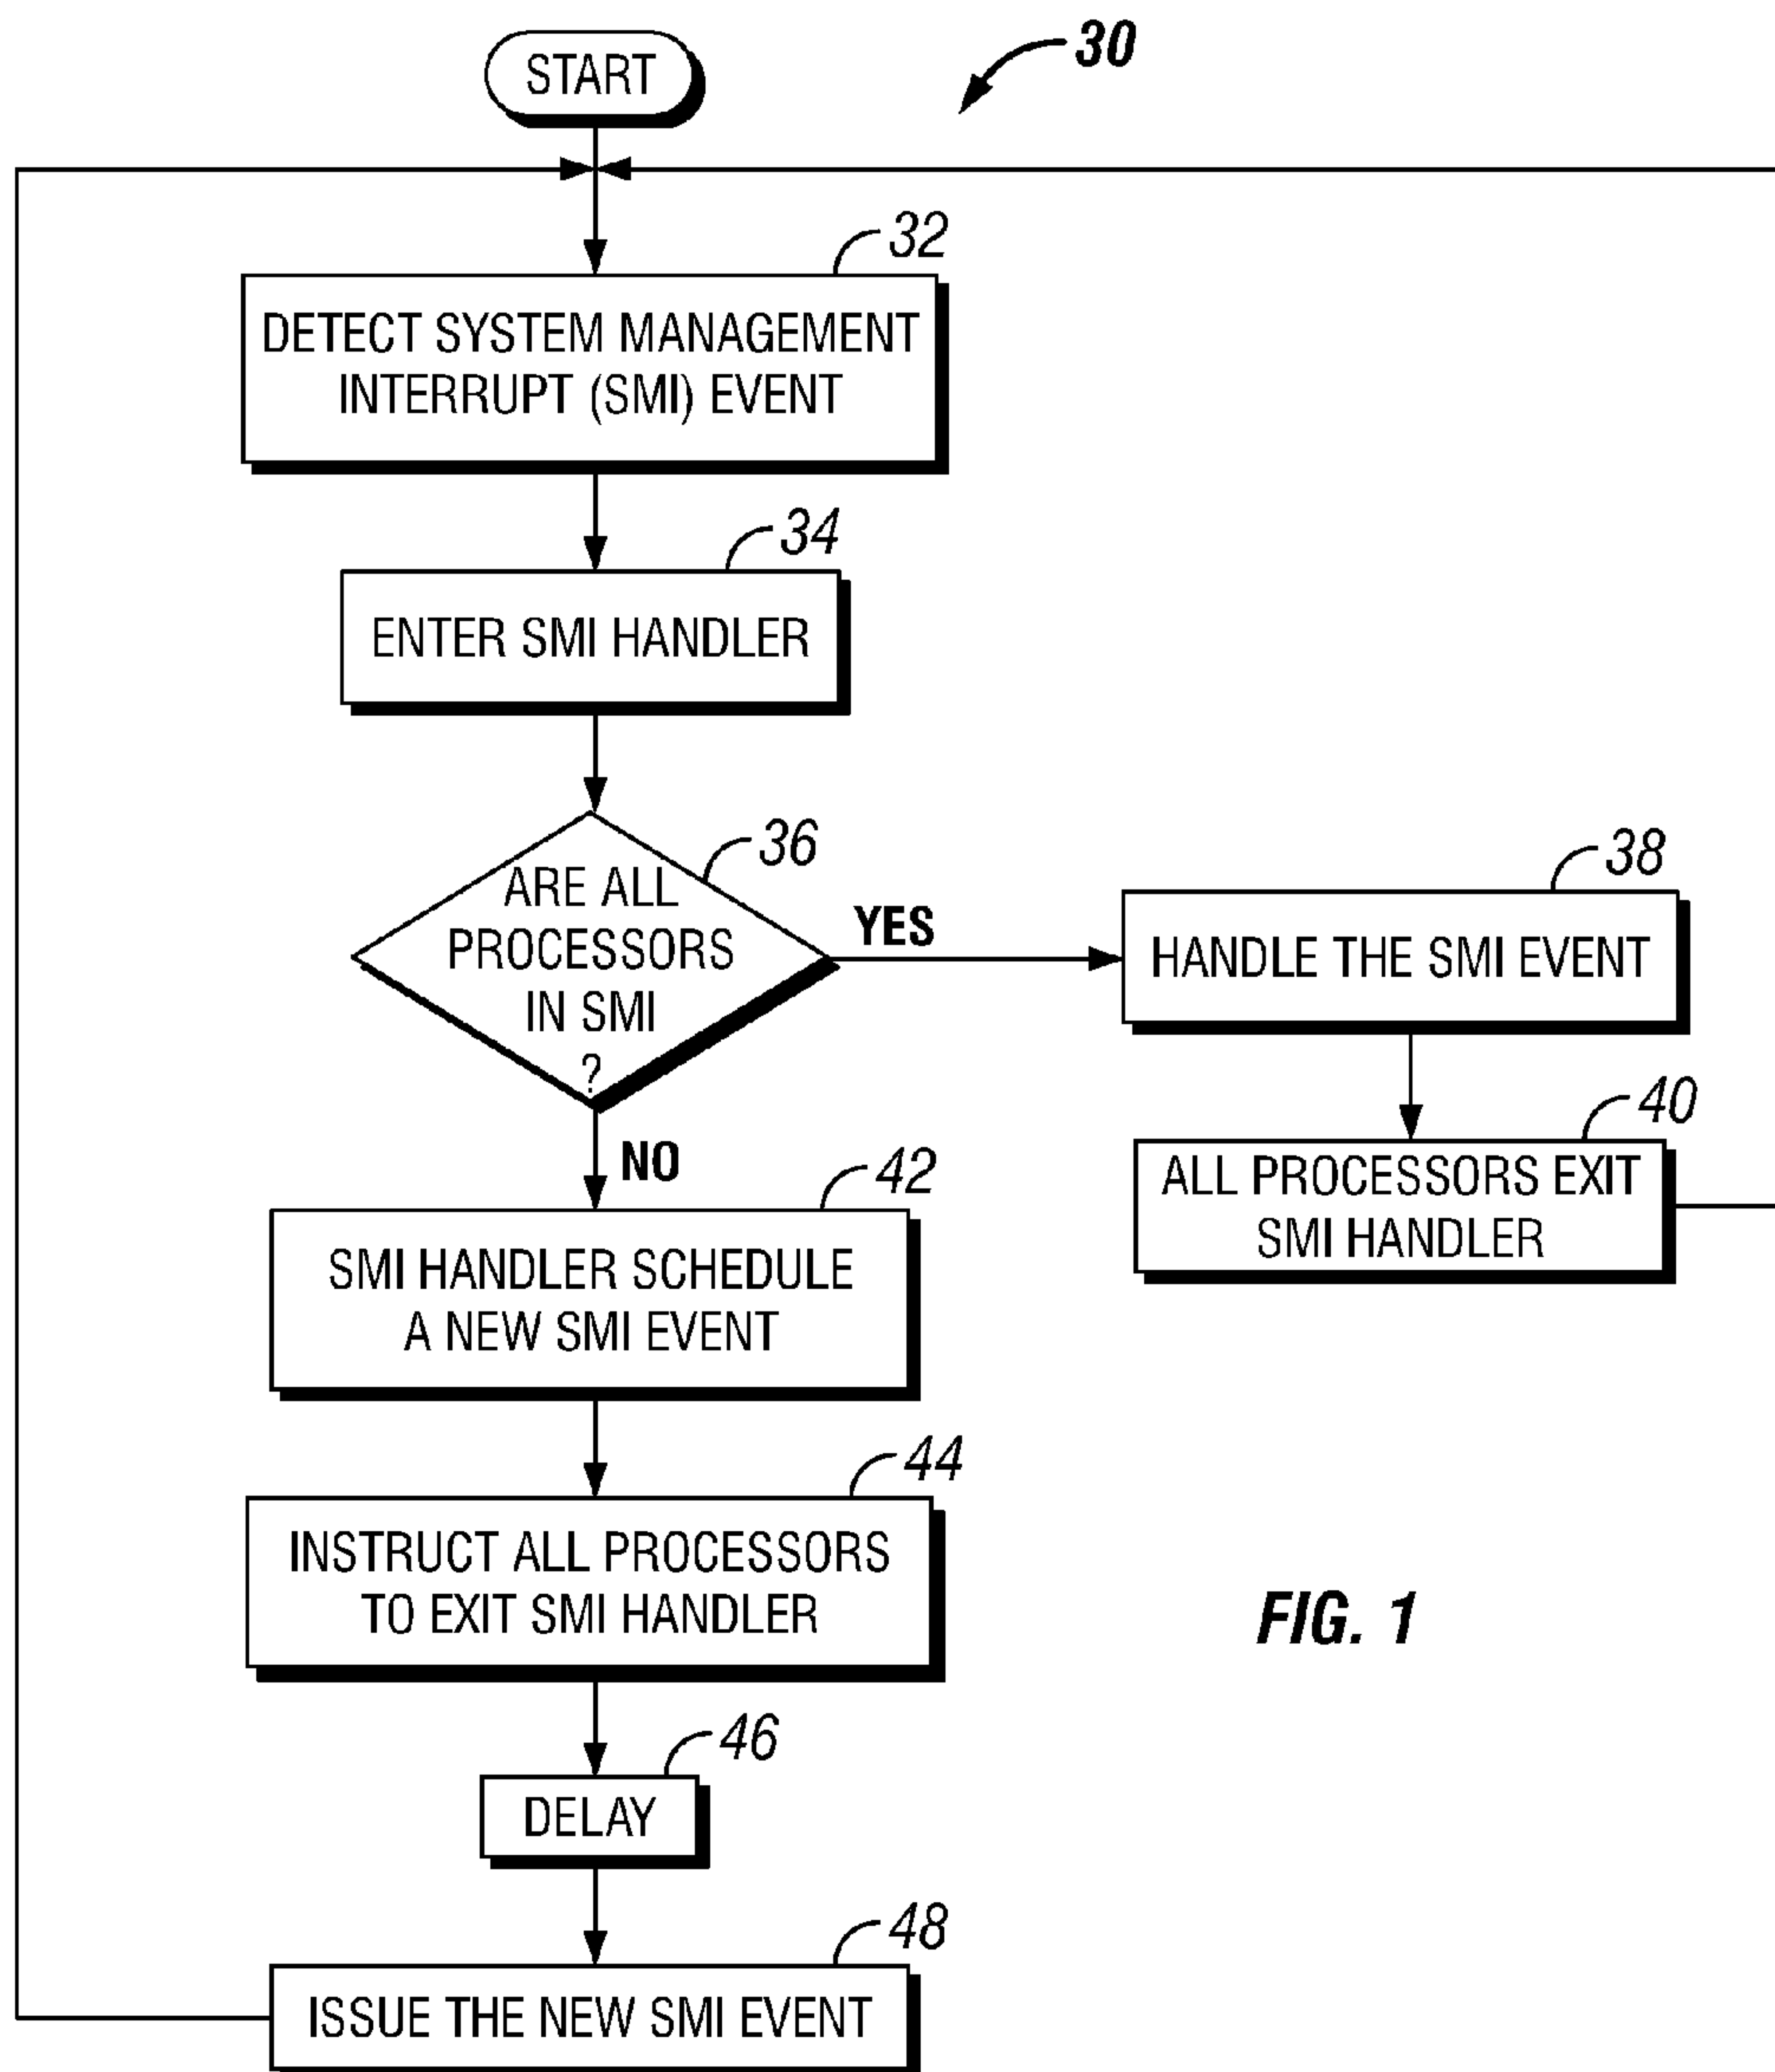 START
30
32
DETECT SYSTEM MANAGEMENT
INTERRUPT (SMI) EVENT
34
ENTER SMI HANDLER
36
ARE ALL
PROCESSORS
IN SMI
?
YES
38
HANDLE THE SMI EVENT
40
ALL PROCESSORS EXIT
SMI HANDLER
NO
42
SMI HANDLER SCHEDULE
A NEW SMI EVENT
44
INSTRUCT ALL PROCESSORS
TO EXIT SMI HANDLER
46
DELAY
48
ISSUE THE NEW SMI EVENT
FIG. 1